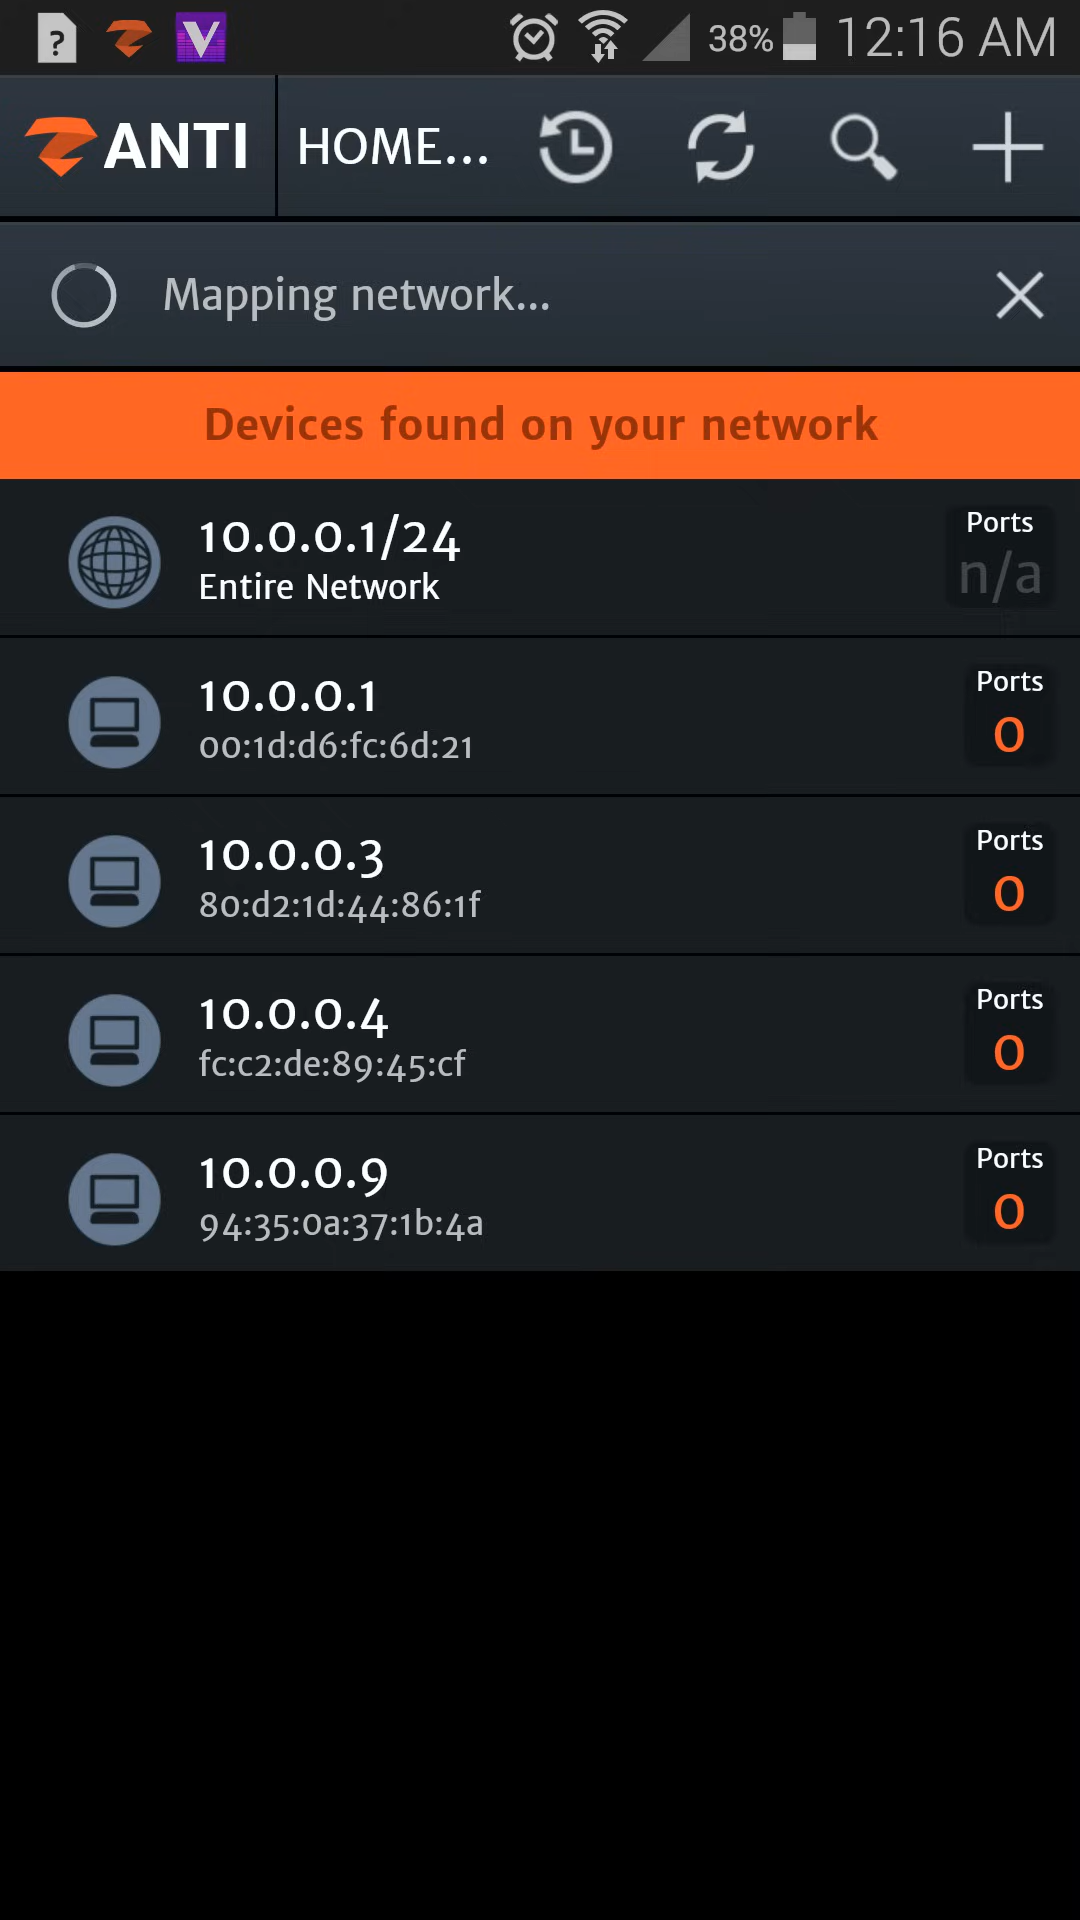 38% 12:16 AM
ANTI HOME...
Mapping network...
Devices found on your network
10.0.0.1/24
Entire Network
Ports
n/a
10.0.0.1
00:1d:d6:fc:6d:21
Ports
0
10.0.0.3
80:d2:1d:44:86:1f
Ports
0
10.0.0.4
fc:c2:de:89:45:cf
Ports
0
10.0.0.9
94:35:0a:37:1b:4a
Ports
0